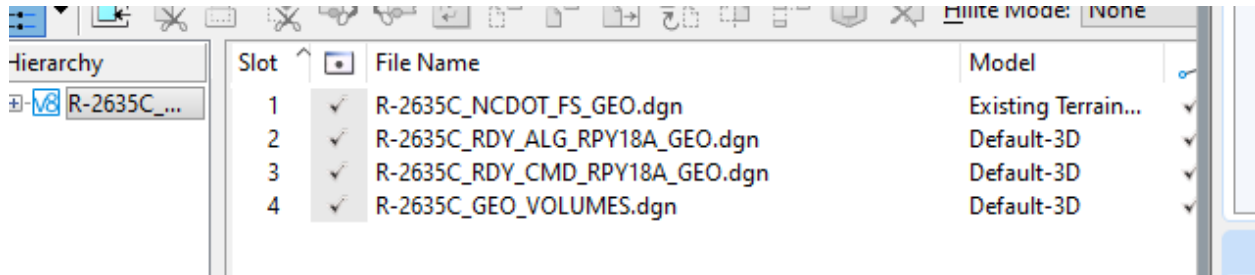 Hilite Mode: None
Hierarchy Slot File Name Model
V8 R-2635C_...
1 R-2635C_NCDOT_FS_GEO.dgn Existing Terrain...
2 R-2635C_RDY_ALG_RPY18A_GEO.dgn Default-3D
3 R-2635C_RDY_CMD_RPY18A_GEO.dgn Default-3D
4 R-2635C_GEO_VOLUMES.dgn Default-3D